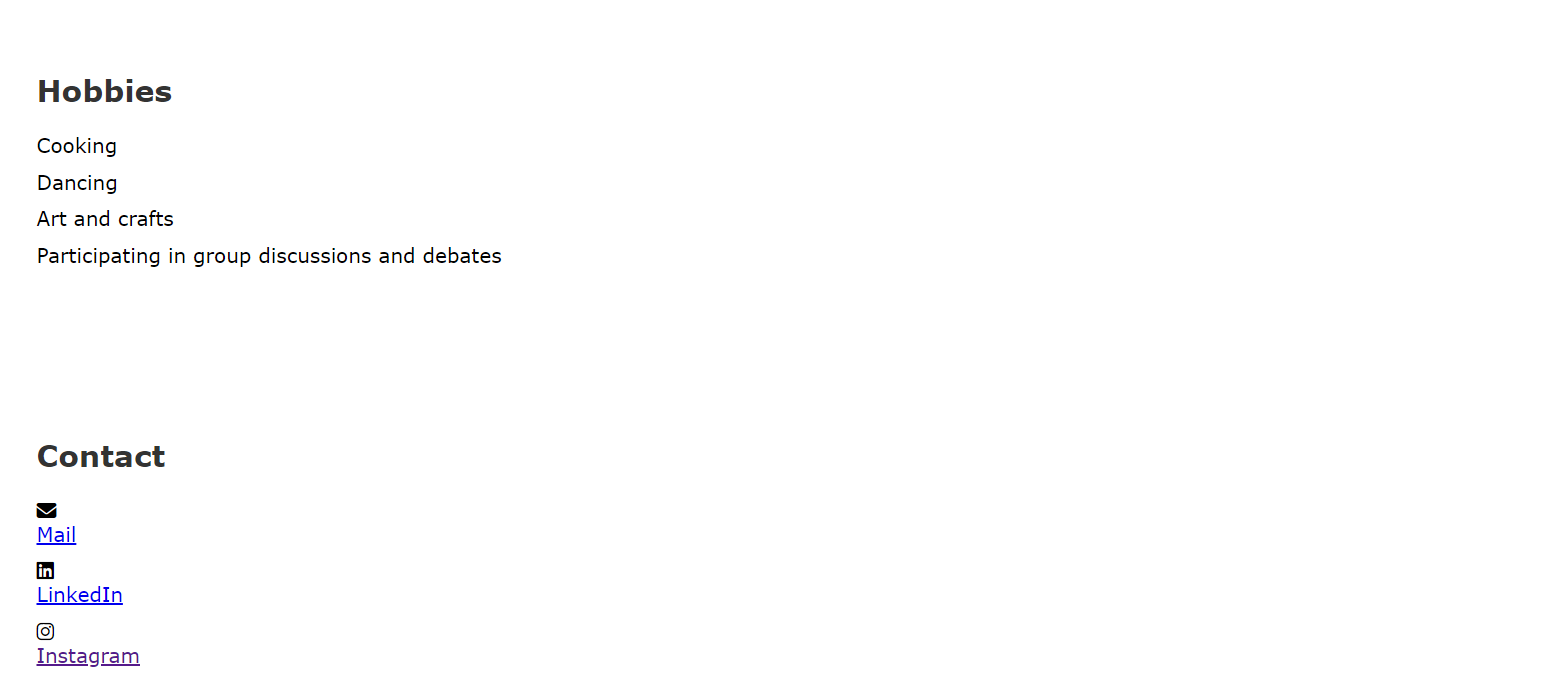 Hobbies
Cooking
Dancing
Art and crafts
Participating in group discussions and debates
Contact
Mail
LinkedIn
Instagram